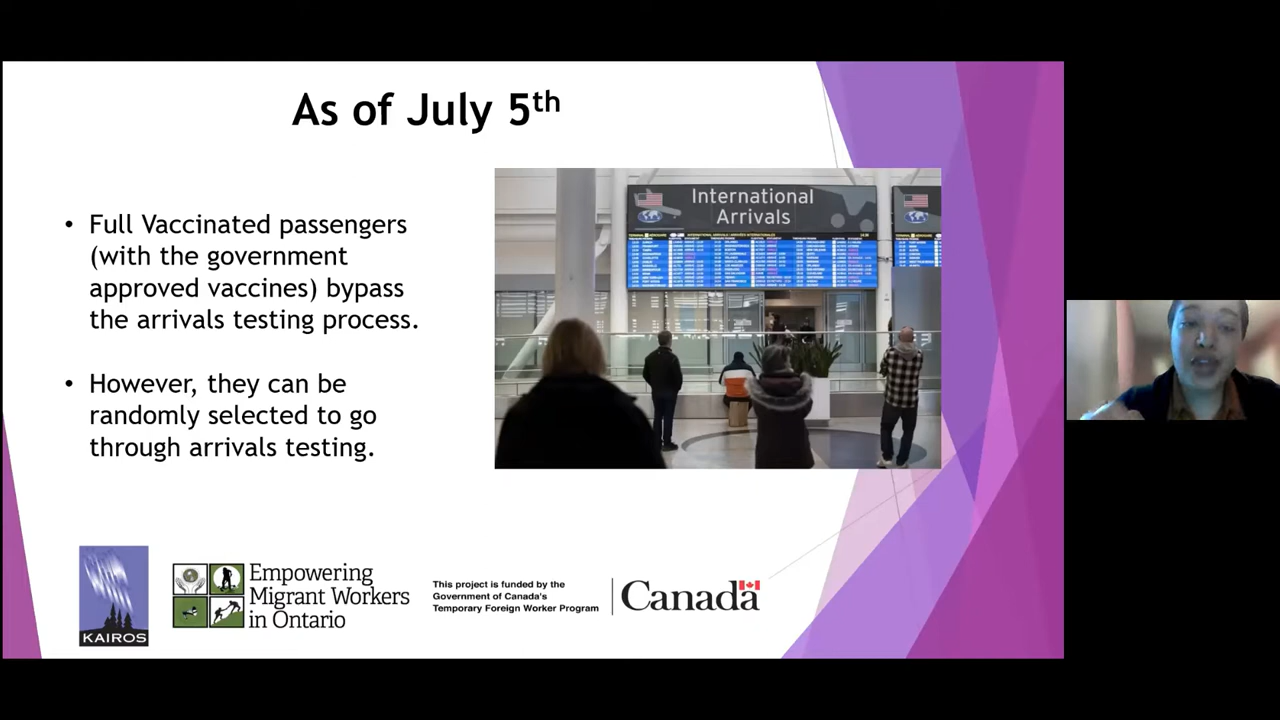 As of July 5th
• Full Vaccinated passengers
(with the government
approved vaccines) bypass
the arrivals testing process.
• However, they can be
randomly selected to go
through arrivals testing.
International
Arrivals
KAIROS
Empowering
Migrant Workers
in Ontario
This project is funded by the
Government of Canada's
Temporary Foreign Worker Program
Canada